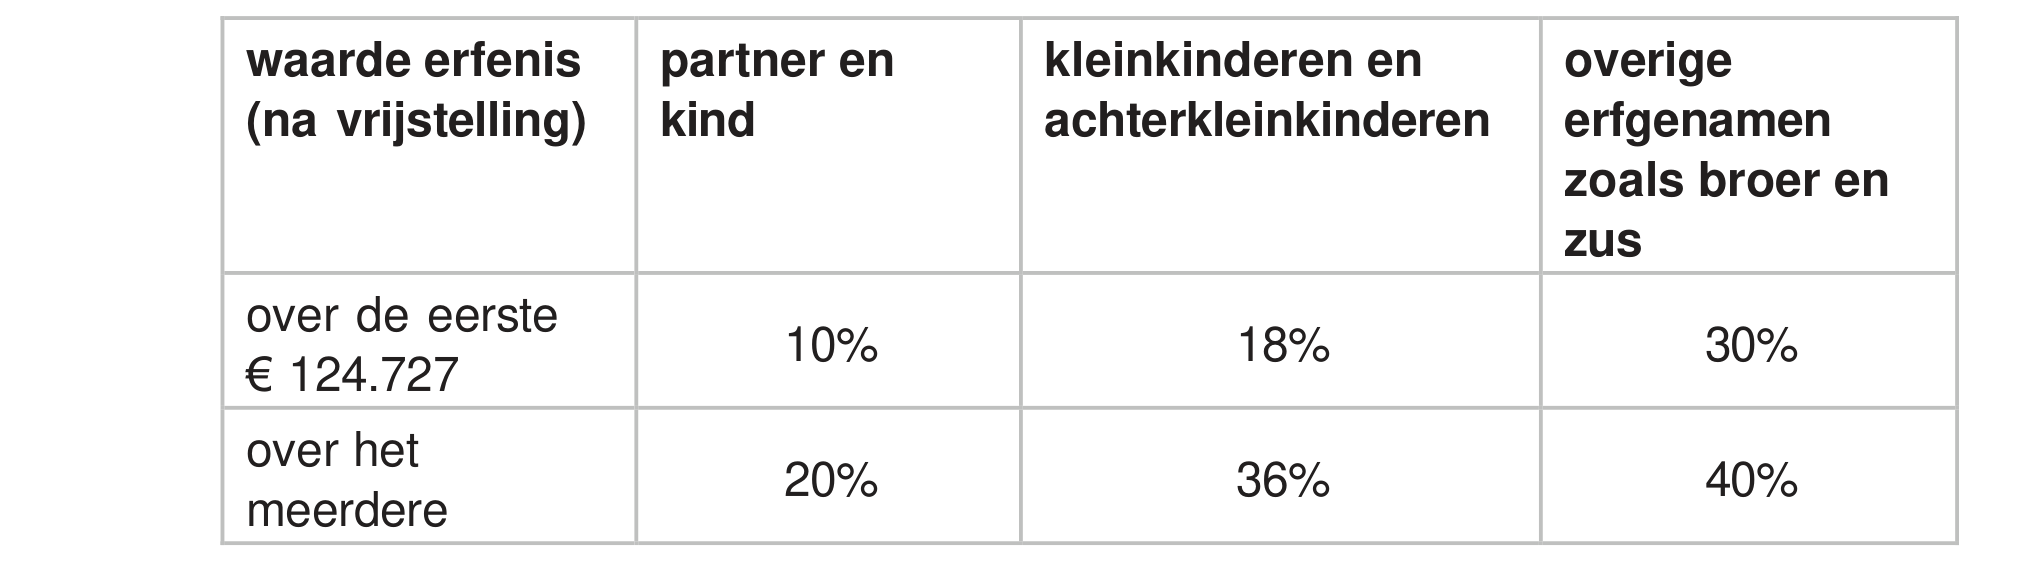 waarde erfenis
(na vrijstelling)
partner en
kind
kleinkinderen en
achterkleinkinderen
overige
erfgenamen
zoals broer en
zus
over de eerste
€ 124.727
10%
18%
30%
over het
meerdere
20%
36%
40%